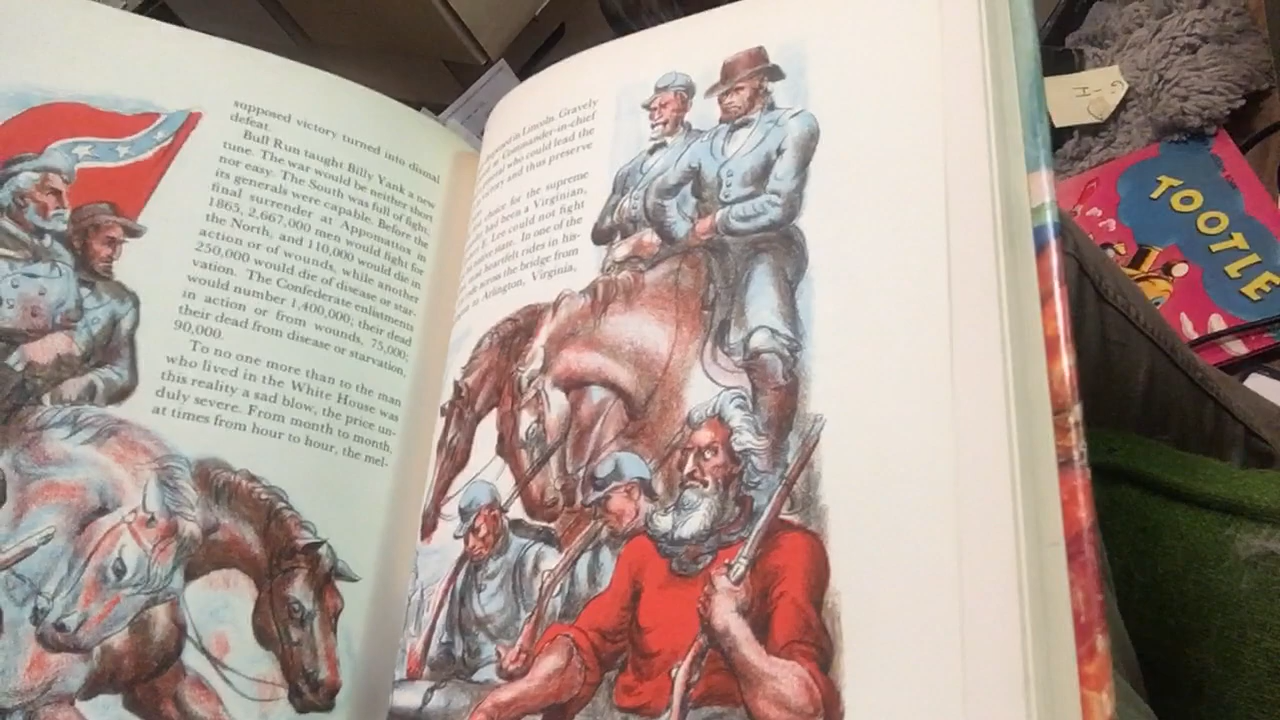 supposed victory turned into dismal
defeat.
Bull Run taught Billy Yank a new
tune. The war would be neither short
nor easy. The South was full of fight,
its generals were capable. Before the
final surrender at Appomattox in
1865, 2,667,000 men would fight for
the North, and 110,000 would die in
action or of wounds, while another
250,000 would die of disease or star-
vation. The Confederate enlistments
would number 1,400,000; their dead
in action or from wounds, 75,000;
their dead from disease or starvation,
90,000.
To no one more than to the man
who lived in the White House was
this reality a sad blow, the price un-
duly severe. From month to month,
at times from hour to hour, the mel-
in Lincoln. Gravely
Commander-in-chief
who could lead the
and thus preserve
choice for the supreme
had been a Virginian,
E. Lee could not fight
native state. In one of the
heartfelt rides in his-
across the bridge from
to Arlington, Virginia,
TOOTLE